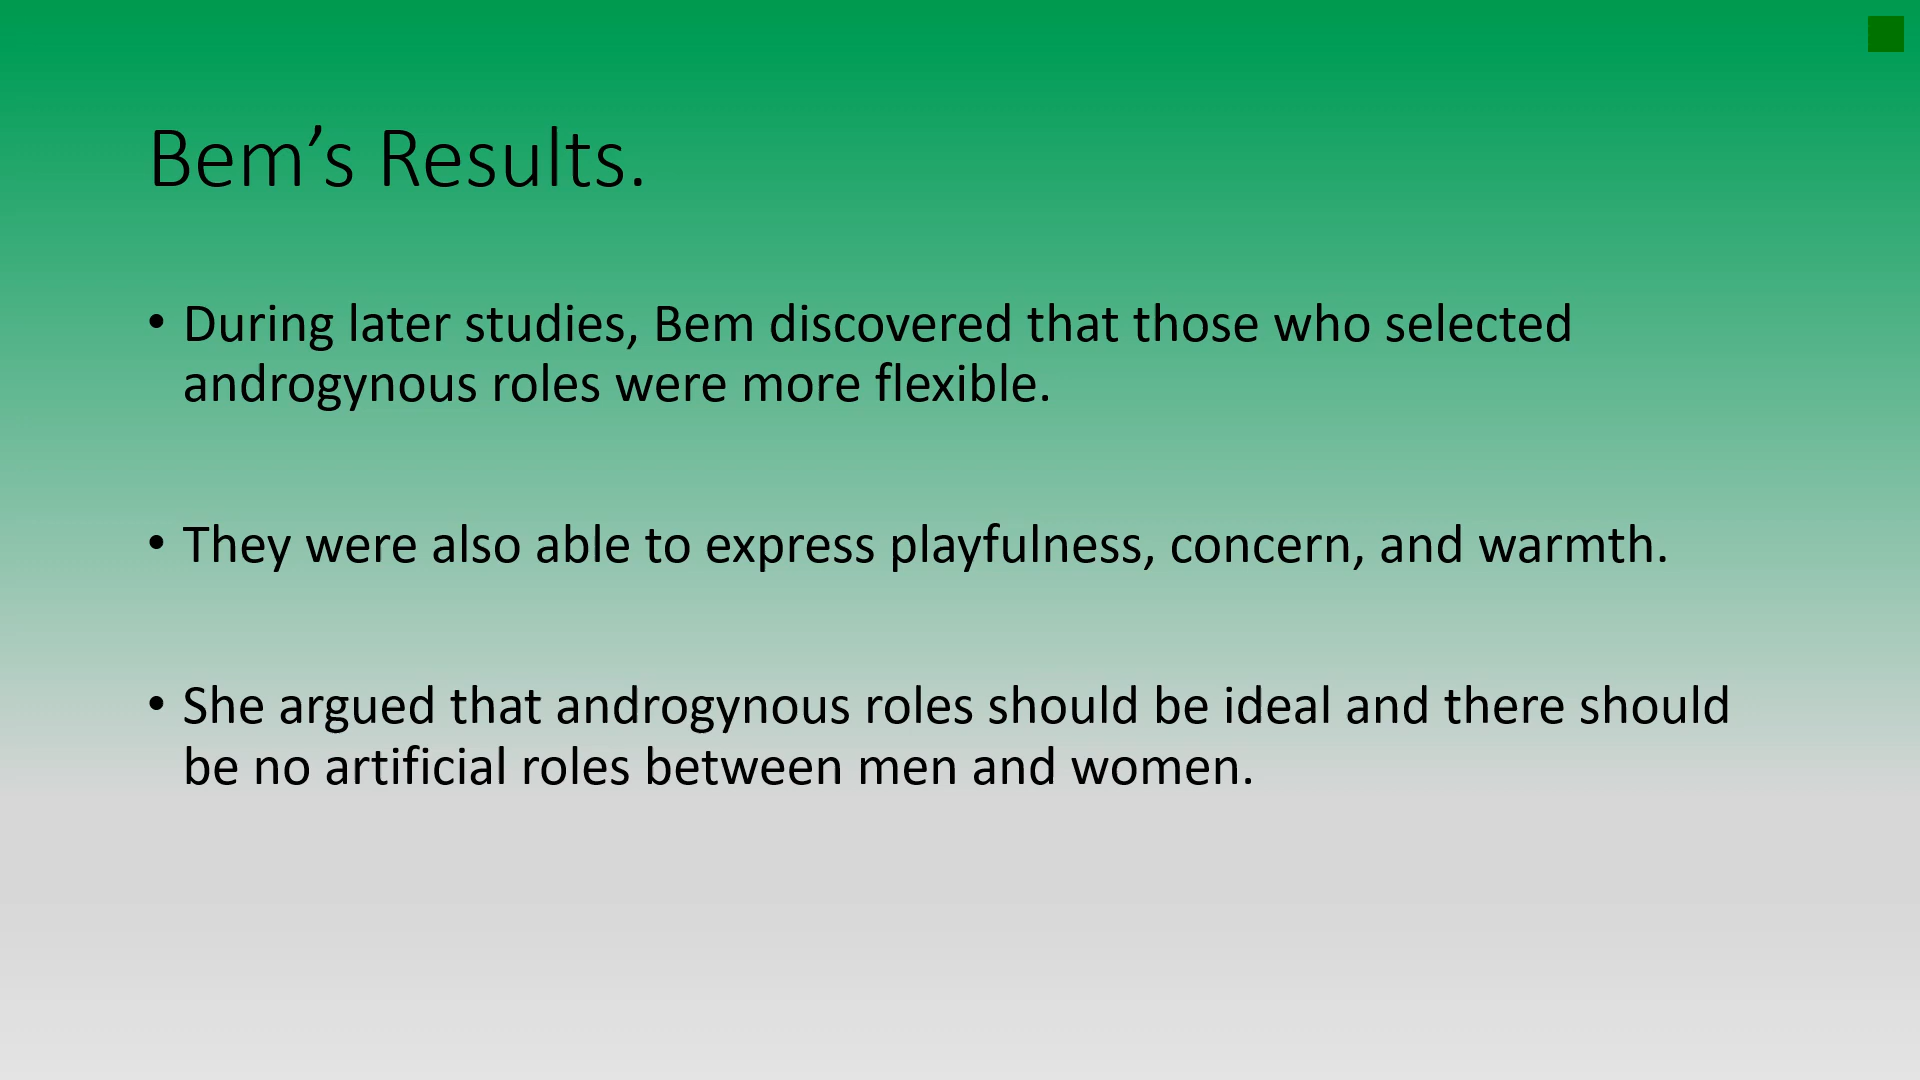 Bem’s Results.
• During later studies, Bem discovered that those who selected
androgynous roles were more flexible.
• They were also able to express playfulness, concern, and warmth.
• She argued that androgynous roles should be ideal and there should
be no artificial roles between men and women.